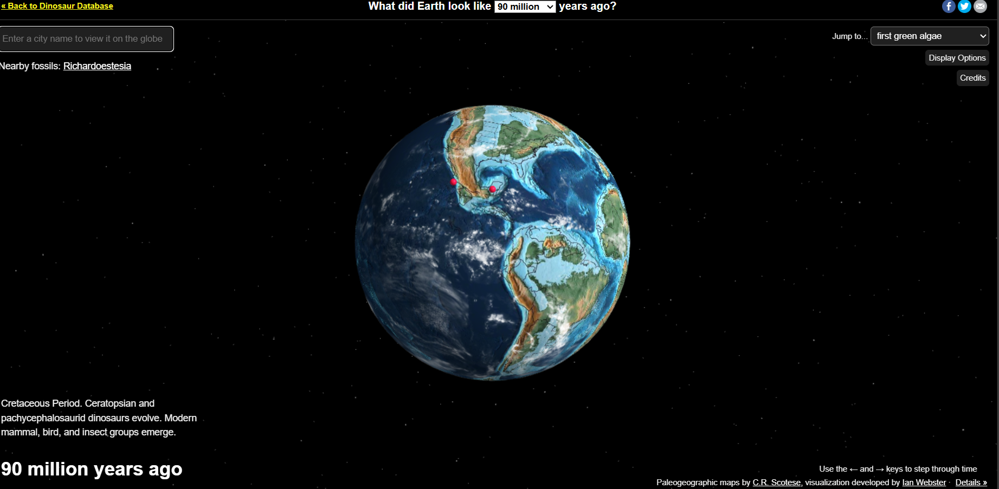 « Back to Dinosaur Database
What did Earth look like 90 million years ago?
Enter a city name to view it on the globe
Jump to... first green algae
Display Options
Nearby fossils: Richardoestesia
Credits
Cretaceous Period. Ceratopsian and
pachycephalosaurid dinosaurs evolve. Modern
mammal, bird, and insect groups emerge.
90 million years ago
Use the ← and → keys to step through time
Paleogeographic maps by C.R. Scotese, visualization developed by Ian Webster · Details »